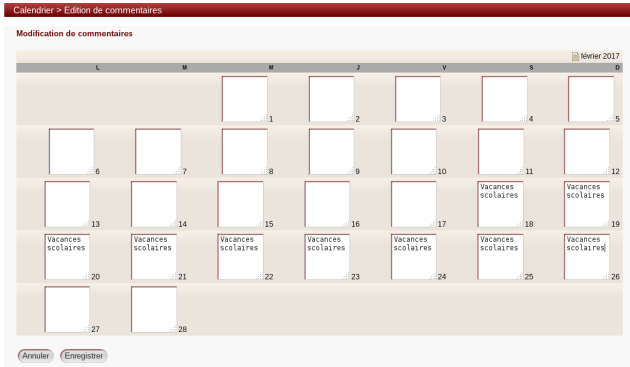 Calendrier > Edition de commentaires
Modification de commentaires
février 2017
L M M J V S D
1 2 3 4 5
6 7 8 9 10 11 12
Vacances Vacances
scolaires scolaires
13 14 15 16 17 18 19
Vacances Vacances Vacances Vacances Vacances Vacances Vacances
scolaires scolaires scolaires scolaires scolaires scolaires scolaires
20 21 22 23 24 25 26
27 28
Annuler Enregistrer